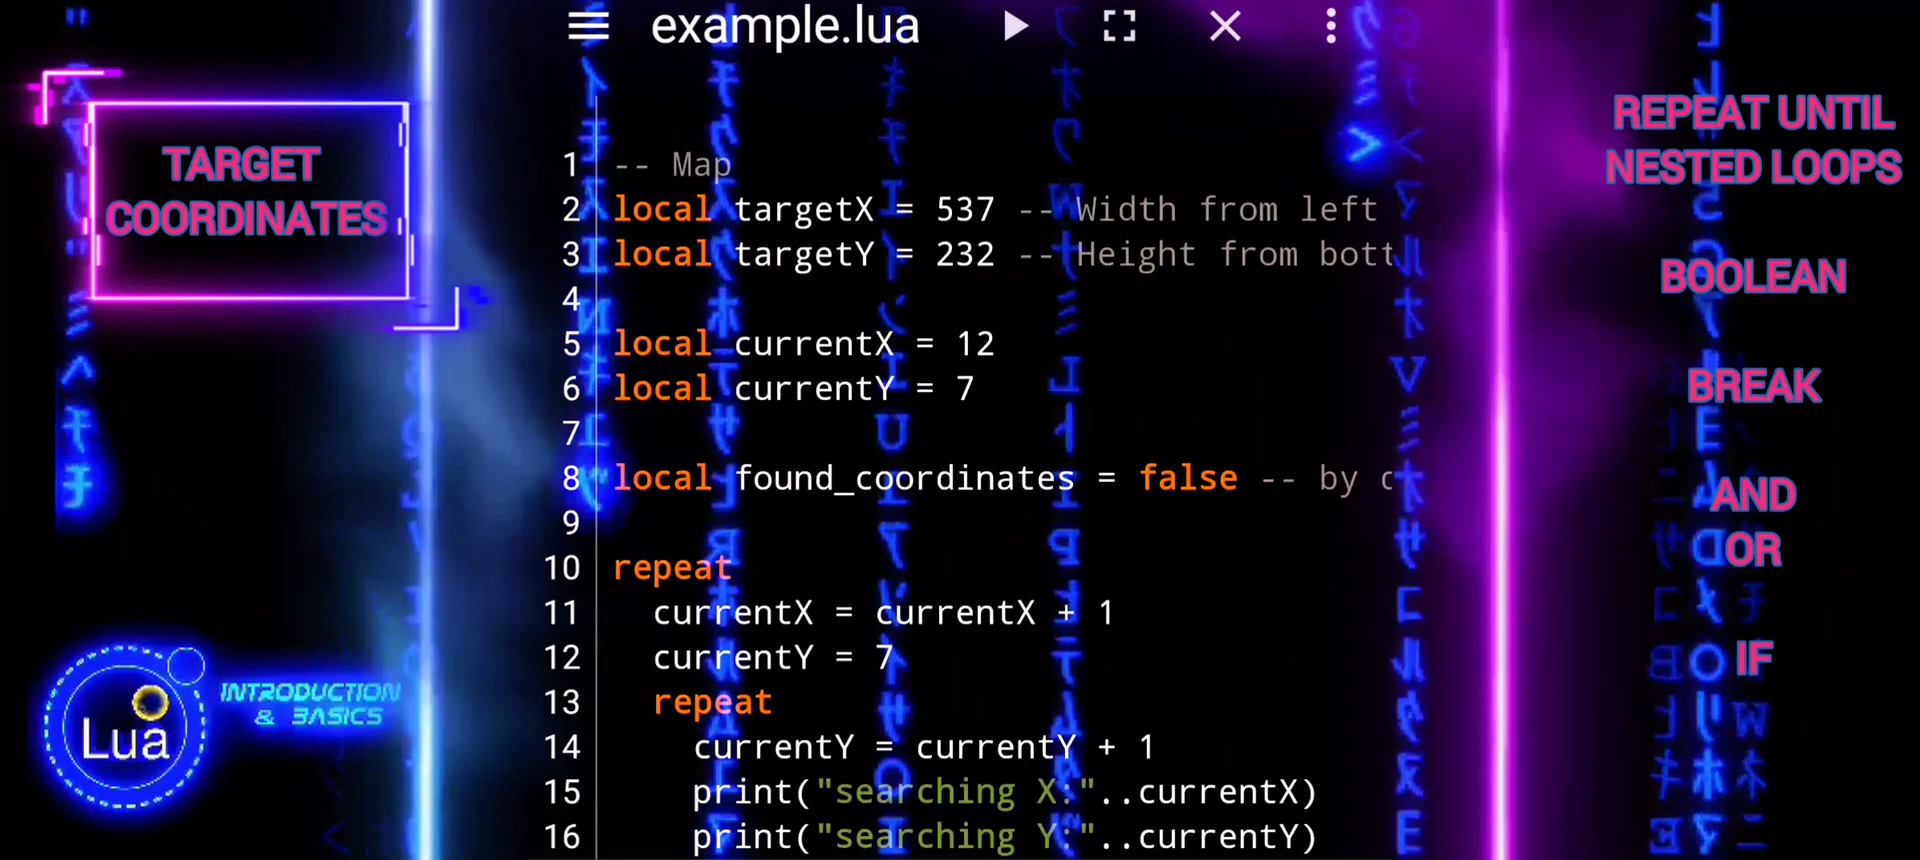 example.lua
TARGET
COORDINATES
1 -- Map
2 local targetX = 537 -- Width from left
3 local targetY = 232 -- Height from bott
4
5 local currentX = 12
6 local currentY = 7
7
8 local found_coordinates = false -- by
9
10 repeat
11 currentX = currentX + 1
12 currentY = 7
13 repeat
14 currentY = currentY + 1
15 print("searching X:"..currentX)
16 print("searching Y:"..currentY)
REPEAT UNTIL
NESTED LOOPS
BOOLEAN
BREAK
AND
OR
IF
Lua
INTRODUCTION
& BASICS